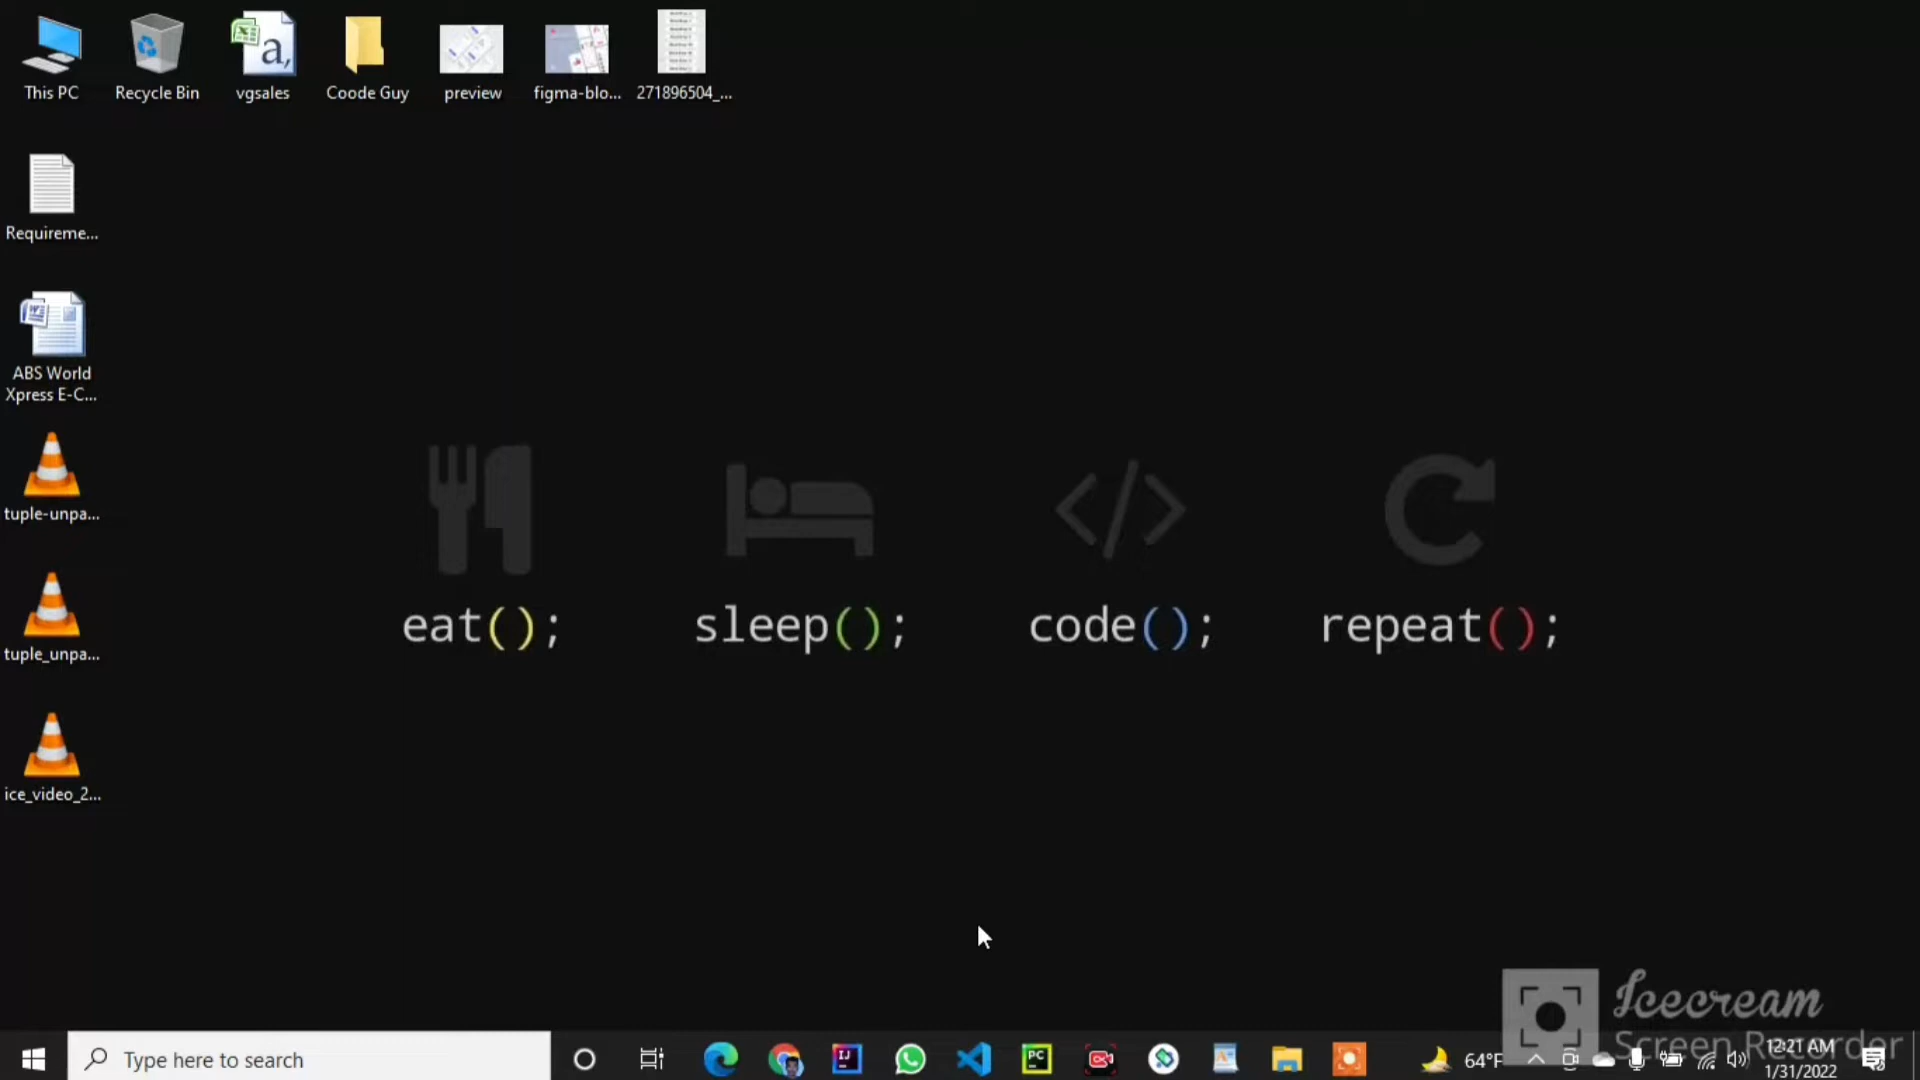 This PC
Recycle Bin
vgsales
Coode Guy
preview
figma-blo...
271896504_...
Requireme...
ABS World
Xpress E-C...
tuple-unpa...
tuple_unpa...
ice_video_2...
eat();
sleep();
code();
repeat();
Icecream
Screen Recorder
Type here to search
64°F
12:21 AM
1/31/2022